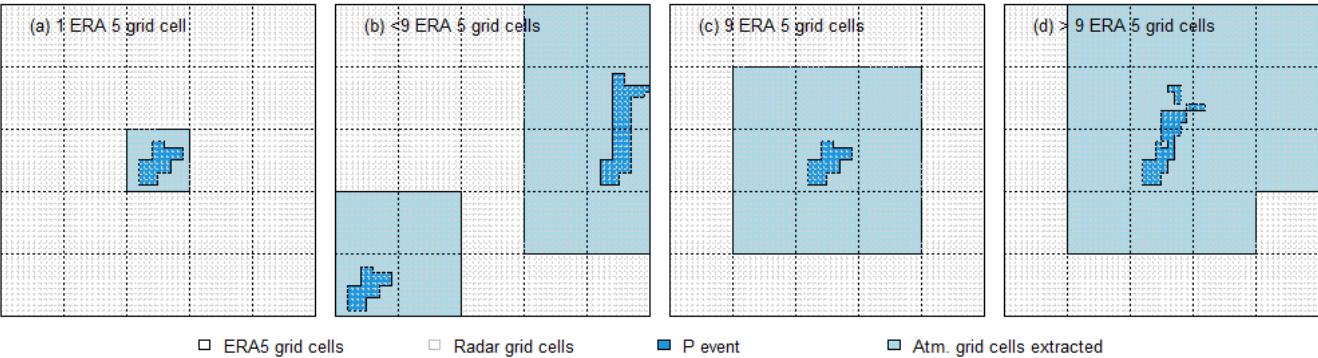 (a) 1 ERA 5 grid cell
(b) <9 ERA 5 grid cells
(c) 9 ERA 5 grid cells
(d) > 9 ERA 5 grid cells
ERA5 grid cells
Radar grid cells
P event
Atm. grid cells extracted